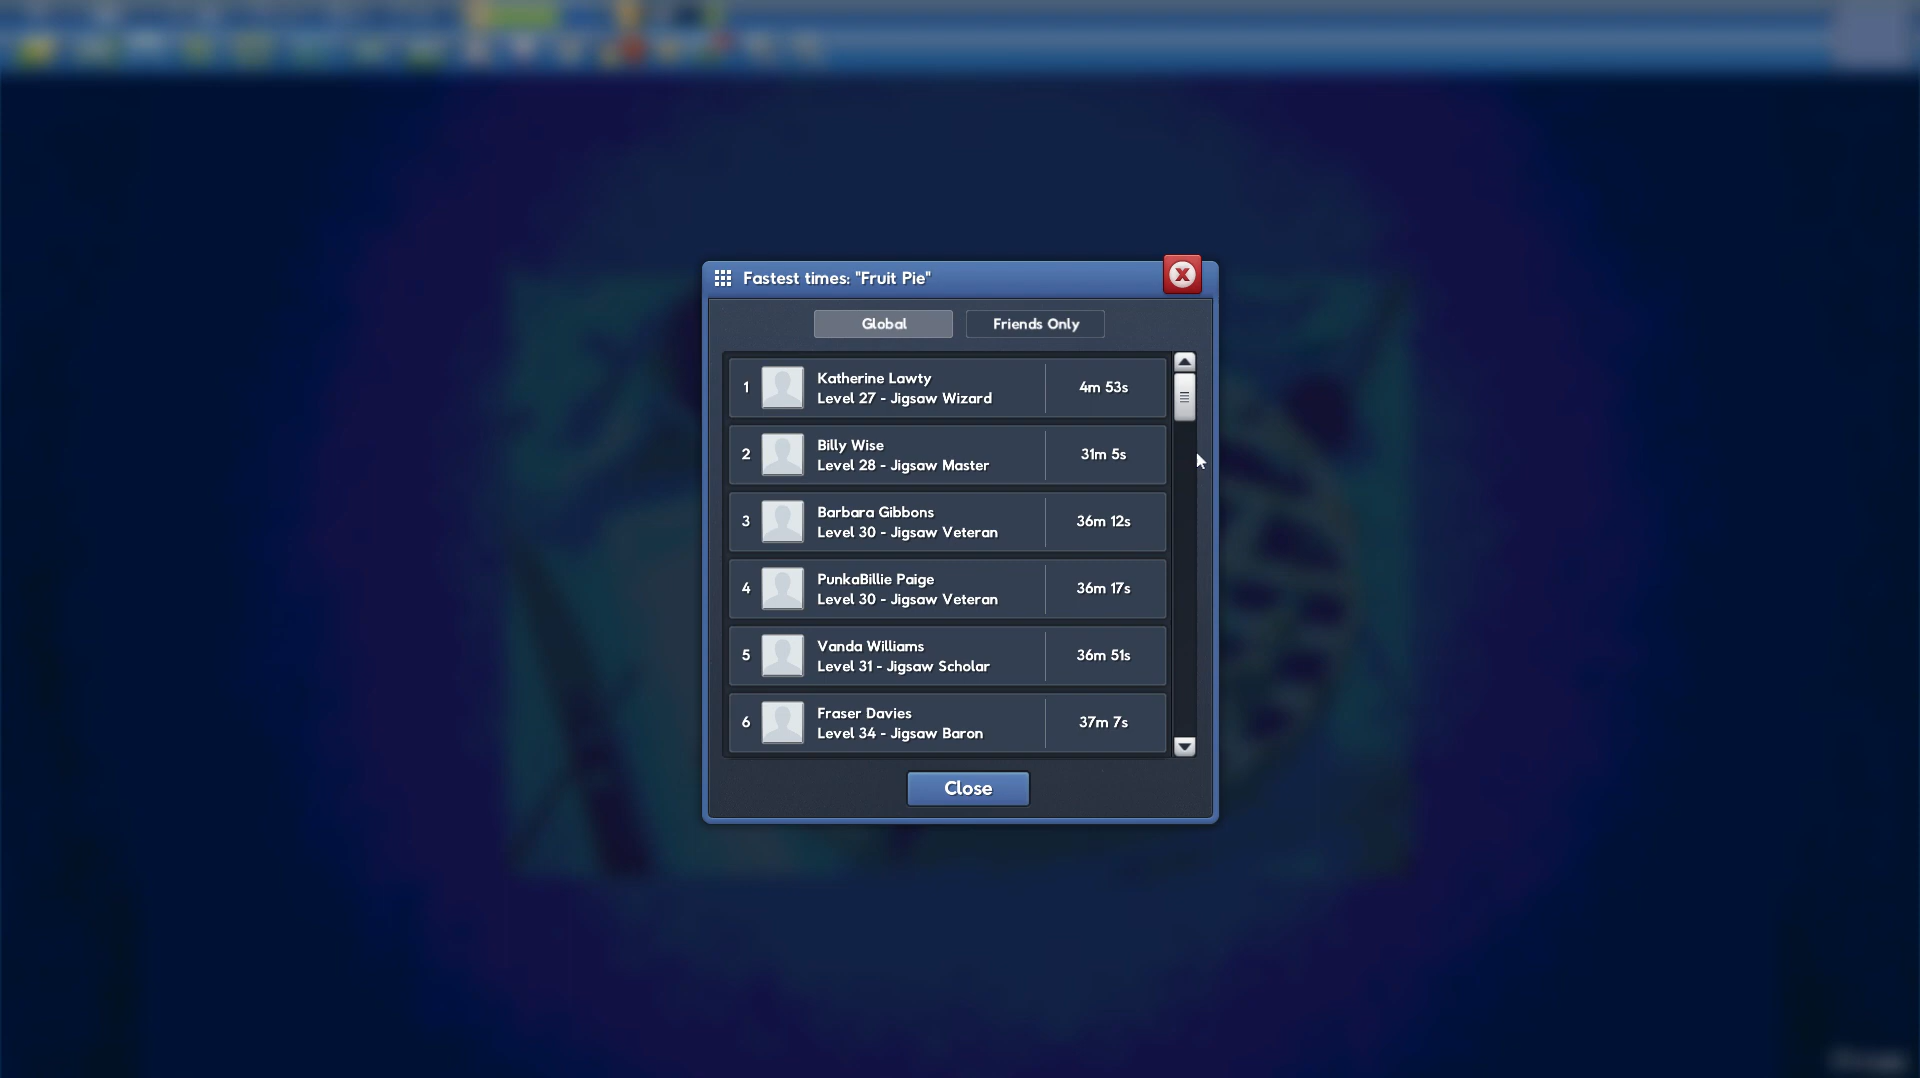 Fastest times: "Fruit Pie"
Global
Friends Only
1
Katherine Lawty
Level 27 - Jigsaw Wizard
4m 53s
2
Billy Wise
Level 28 - Jigsaw Master
31m 5s
3
Barbara Gibbons
Level 30 - Jigsaw Veteran
36m 12s
4
PunkaBillie Paige
Level 30 - Jigsaw Veteran
36m 17s
5
Vanda Williams
Level 31 - Jigsaw Scholar
36m 51s
6
Fraser Davies
Level 34 - Jigsaw Baron
37m 7s
Close